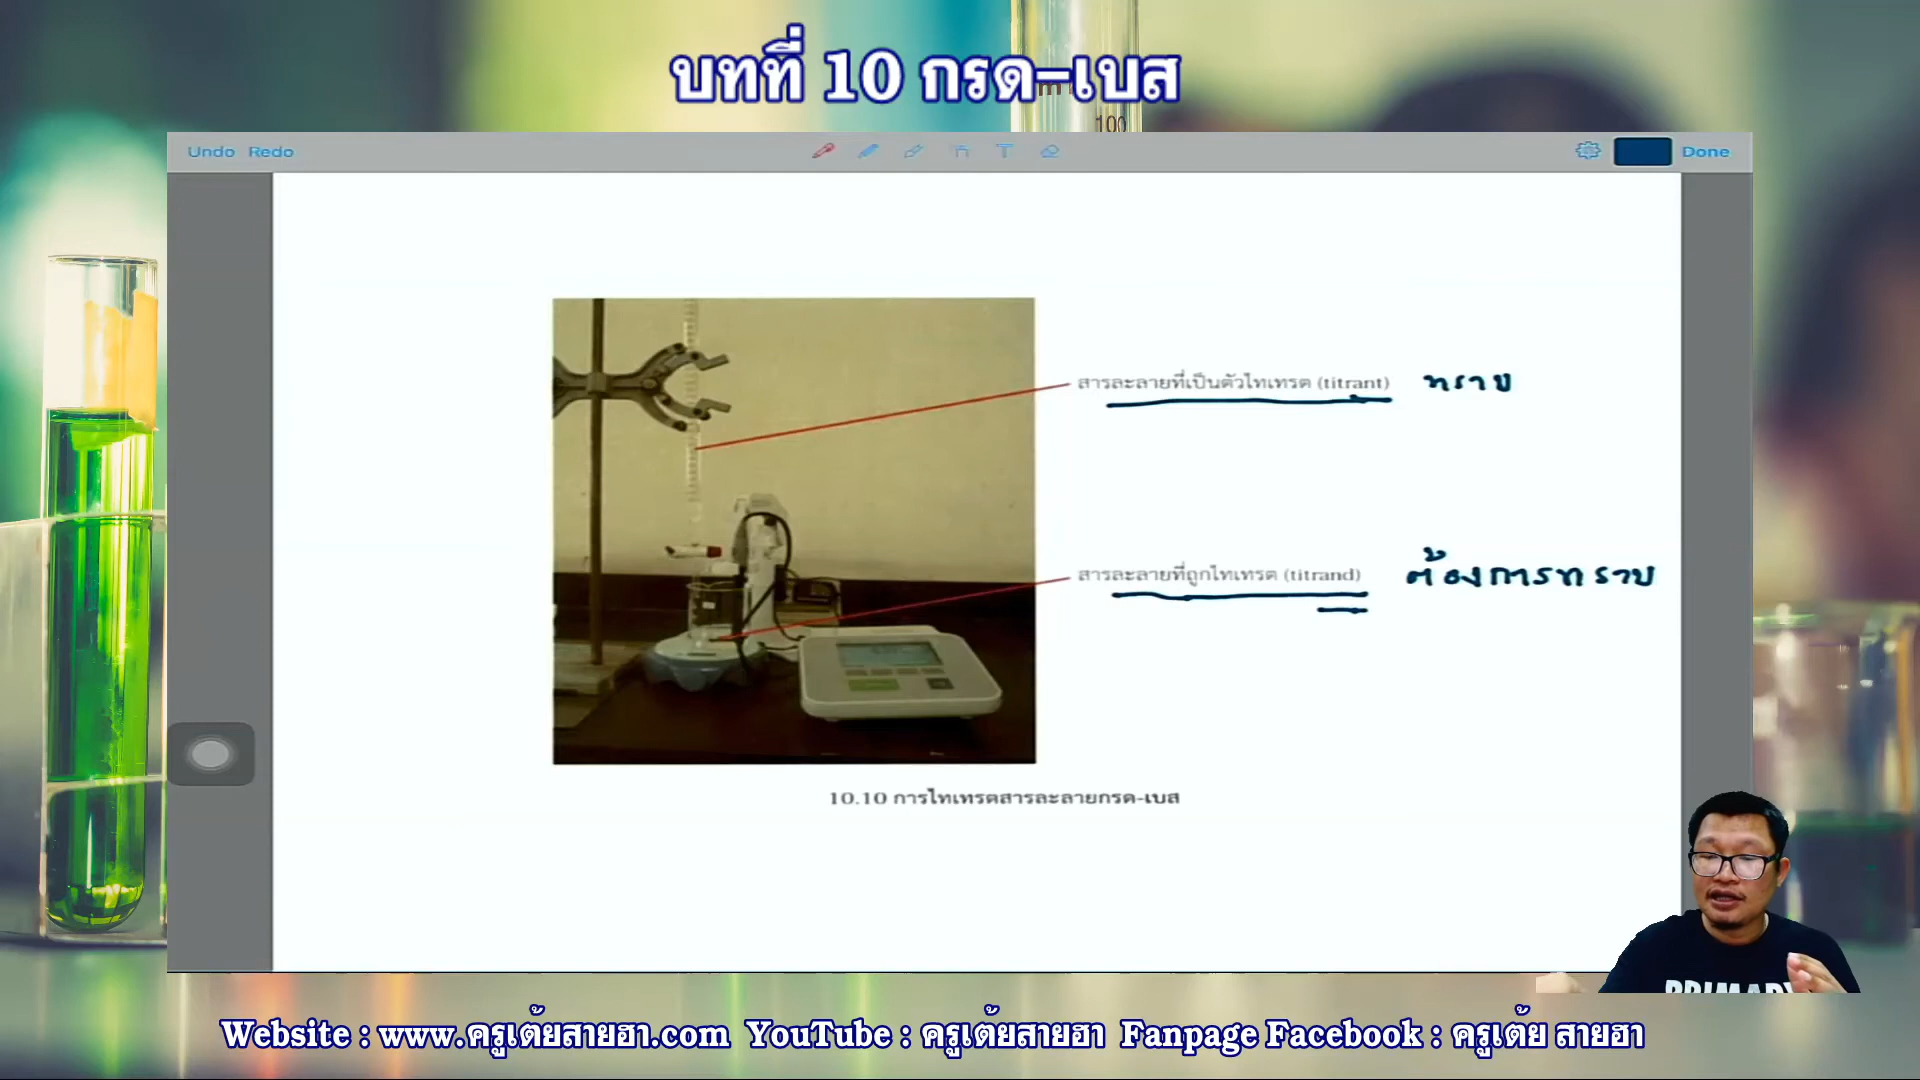 บทที่ 10 กรด-เบส
100
Undo Redo
Done
สารละลายที่เป็นตัวไทเทรต (titrant) ทราบ
สารละลายที่ถูกไทเทรต (titrand) ต้องการทราบ
10.10 การไทเทรตสารละลายกรด-เบส
Website : www.ครูเต้ยสายฮา.com YouTube : ครูเต้ยสายฮา Fanpage Facebook : ครูเต้ย สายฮา